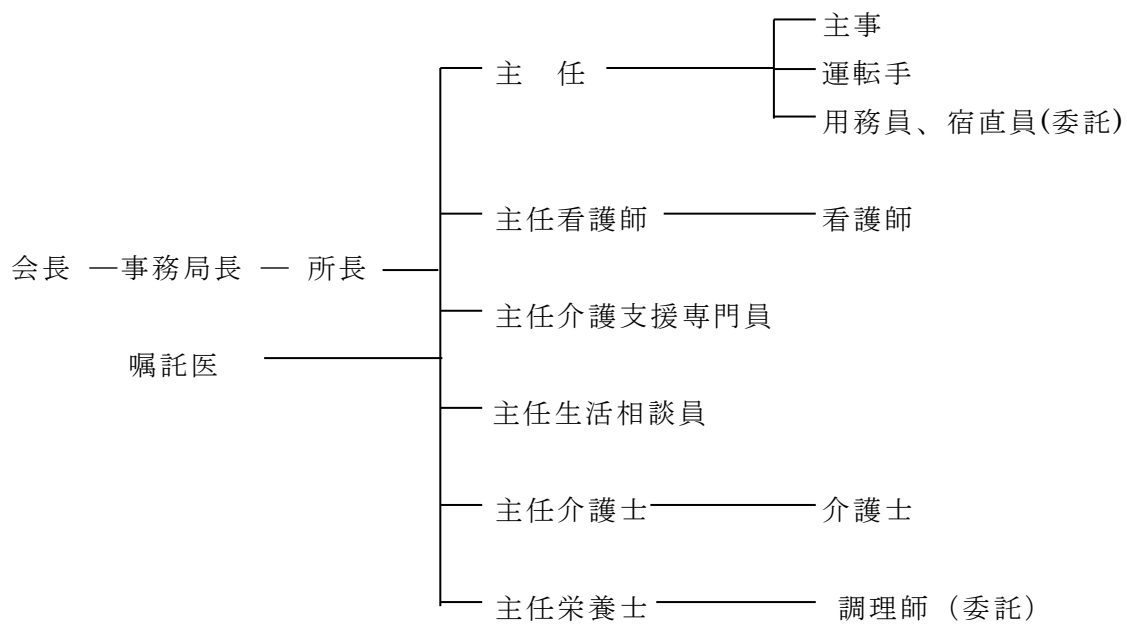 主事
主　任
運転手
用務員、宿直員(委託)
主任看護師
看護師
会長 ―事務局長 ― 所長
主任介護支援専門員
嘱託医
主任生活相談員
主任介護士
介護士
主任栄養士
調理師（委託）